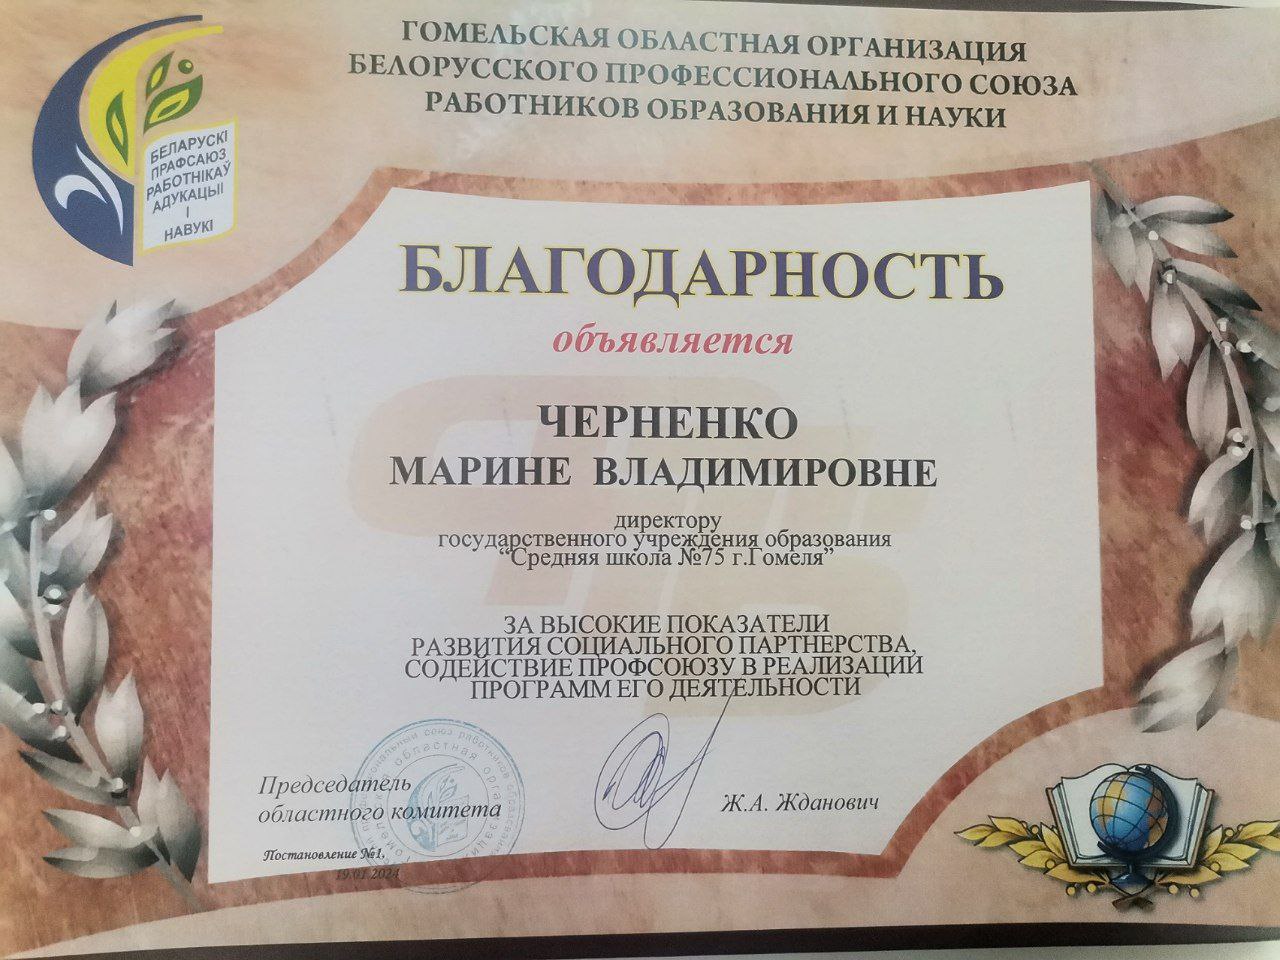 ГОМЕЛЬСКАЯ ОБЛАСТНАЯ ОРГАНИЗАЦИЯ
БЕЛОРУССКОГО ПРОФЕССИОНАЛЬНОГО СОЮЗА
РАБОТНИКОВ ОБРАЗОВАНИЯ И НАУКИ
БЕЛАРУСКІ
ПРАФСАЮЗ
РАБОТНІКАЎ
АДУКАЦЫІ
І
НАВУКІ
БЛАГОДАРНОСТЬ
объявляется
ЧЕРНЕНКО
МАРИНЕ ВЛАДИМИРОВНЕ
директору
государственного учреждения образования
“Средняя школа №75 г.Гомеля”
ЗА ВЫСОКИЕ ПОКАЗАТЕЛИ
РАЗВИТИЯ СОЦИАЛЬНОГО ПАРТНЕРСТВА,
СОДЕЙСТВИЕ ПРОФСОЮЗУ В РЕАЛИЗАЦИИ
ПРОГРАММ ЕГО ДЕЯТЕЛЬНОСТИ
Председатель
областного комитета
Ж.А. Жданович
Постановление №1,
19.01.2024